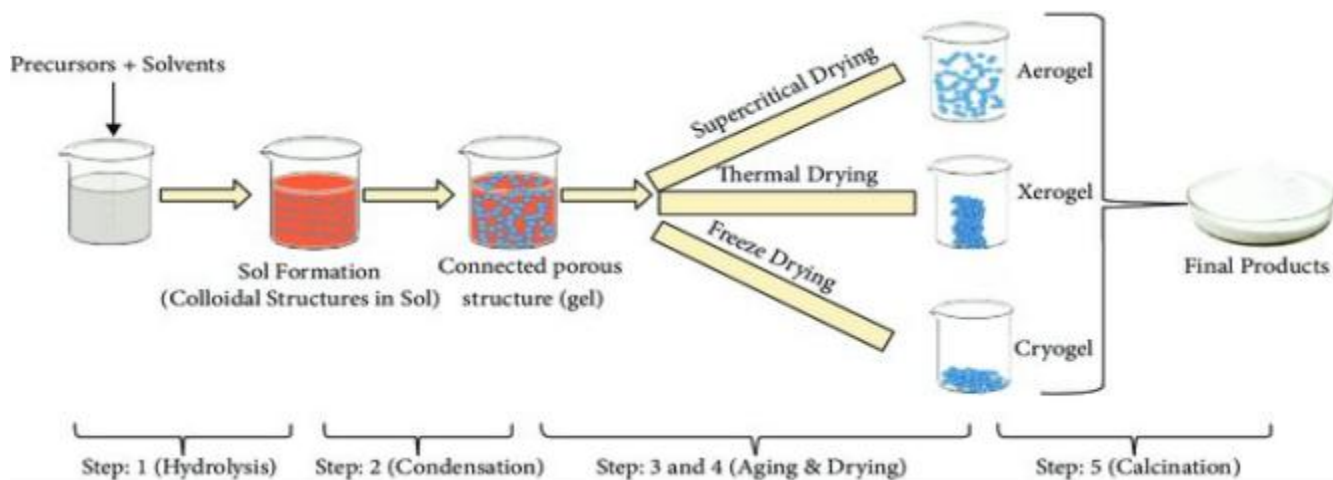 Precursors + Solvents
Sol Formation
(Colloidal Structures in Sol)
Connected porous
structure (gel)
Supercritical Drying
Thermal Drying
Freeze Drying
Aerogel
Xerogel
Cryogel
Final Products
Step: 1 (Hydrolysis)
Step: 2 (Condensation)
Step: 3 and 4 (Aging & Drying)
Step: 5 (Calcination)